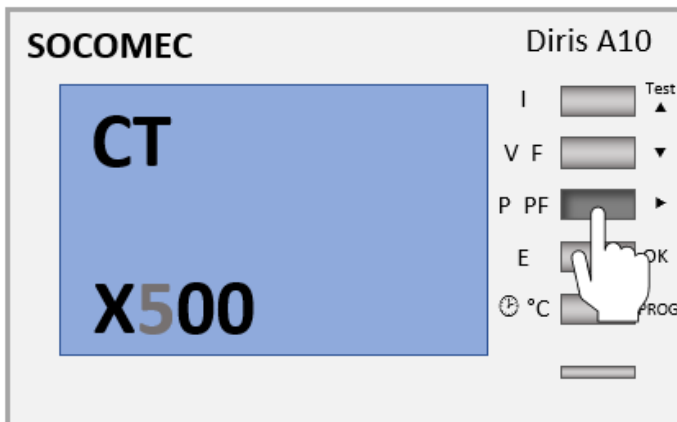 SOCOMEC
Diris A10
CT
X500
I
Test
▲
V F
▼
P PF
►
E
OK
°C
PROG